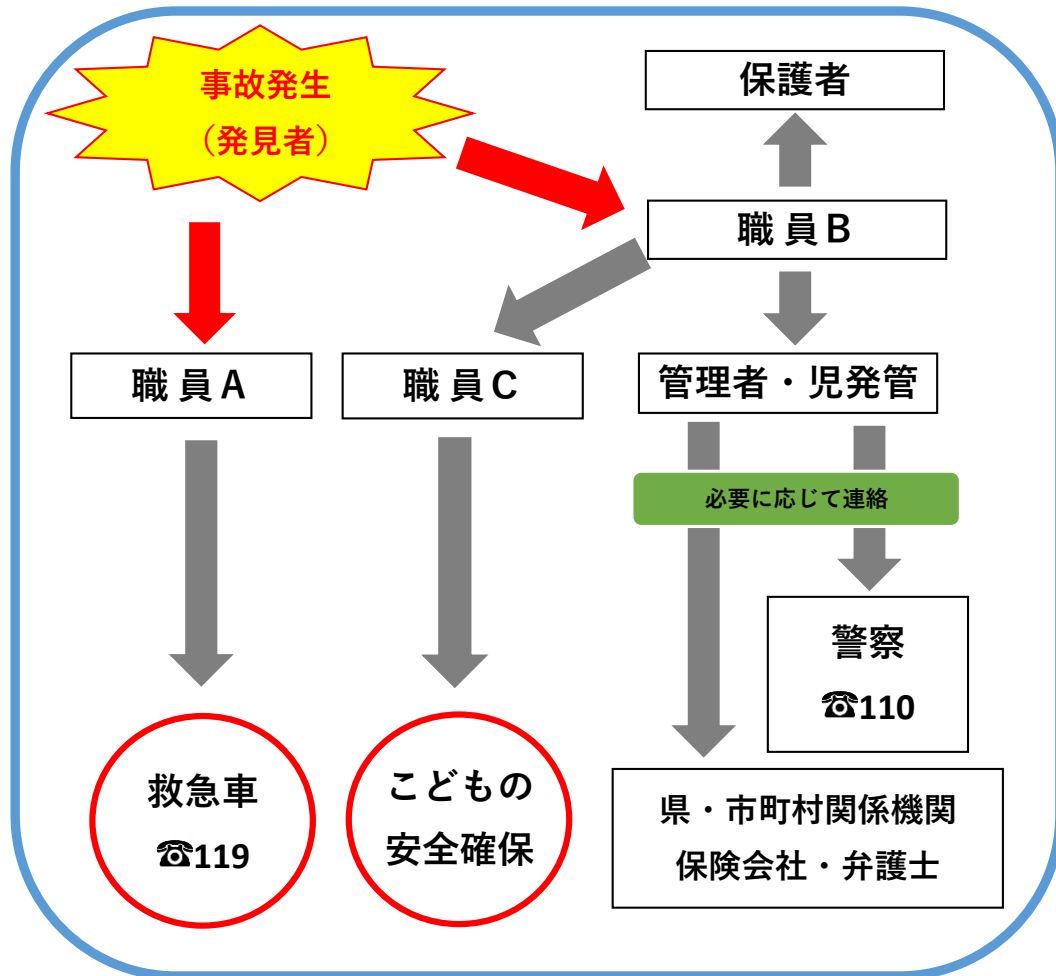 事故発生
（発見者）
保護者
職員B
職員A
職員C
管理者・児発管
必要に応じて連絡
警察
☎110
救急車
☎119
こどもの
安全確保
県・市町村関係機関
保険会社・弁護士